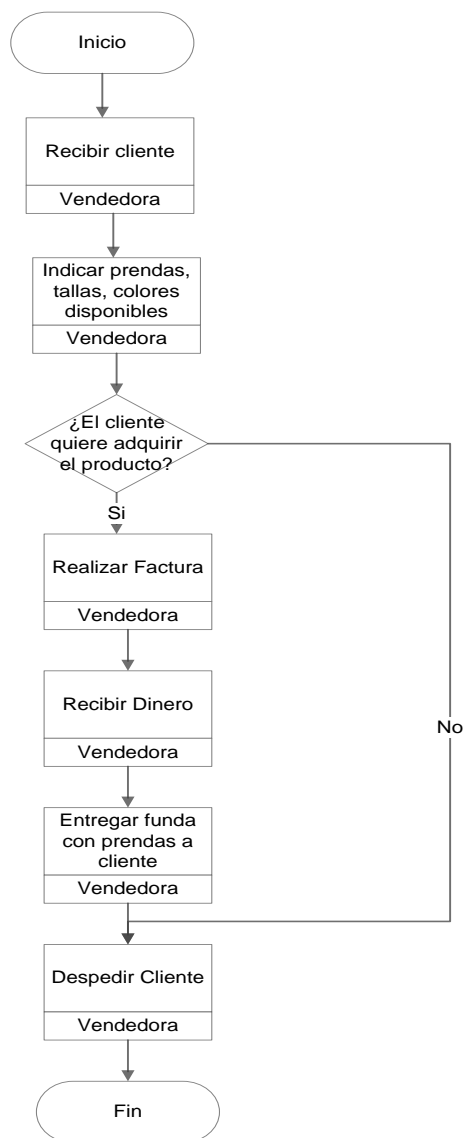 Inicio
Recibir cliente
Vendedora
Indicar prendas,
tallas, colores
disponibles
Vendedora
¿El cliente
quiere adquirir
el producto?
Si
Realizar Factura
Vendedora
Recibir Dinero
Vendedora
No
Entregar funda
con prendas a
cliente
Vendedora
Despedir Cliente
Vendedora
Fin